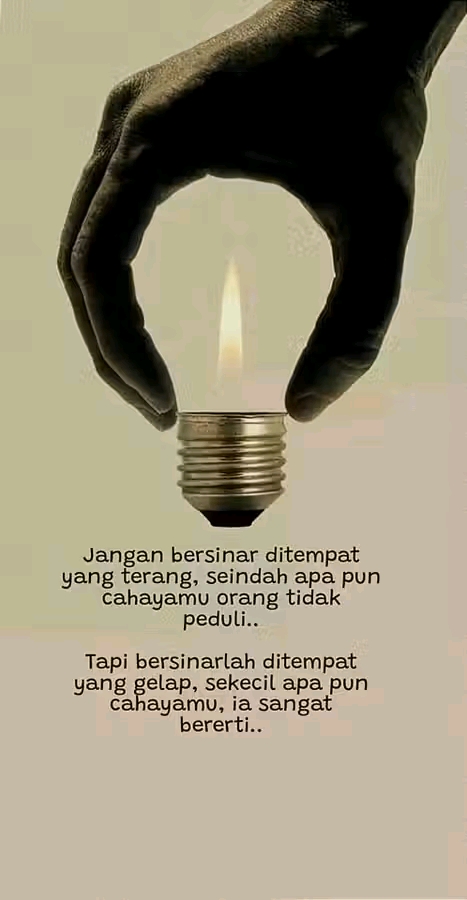 Jangan bersinar ditempat
yang terang, seindah apa pun
cahayamu orang tidak
peduli..
Tapi bersinarlah ditempat
yang gelap, sekecil apa pun
cahayamu, ia sangat
bererti..